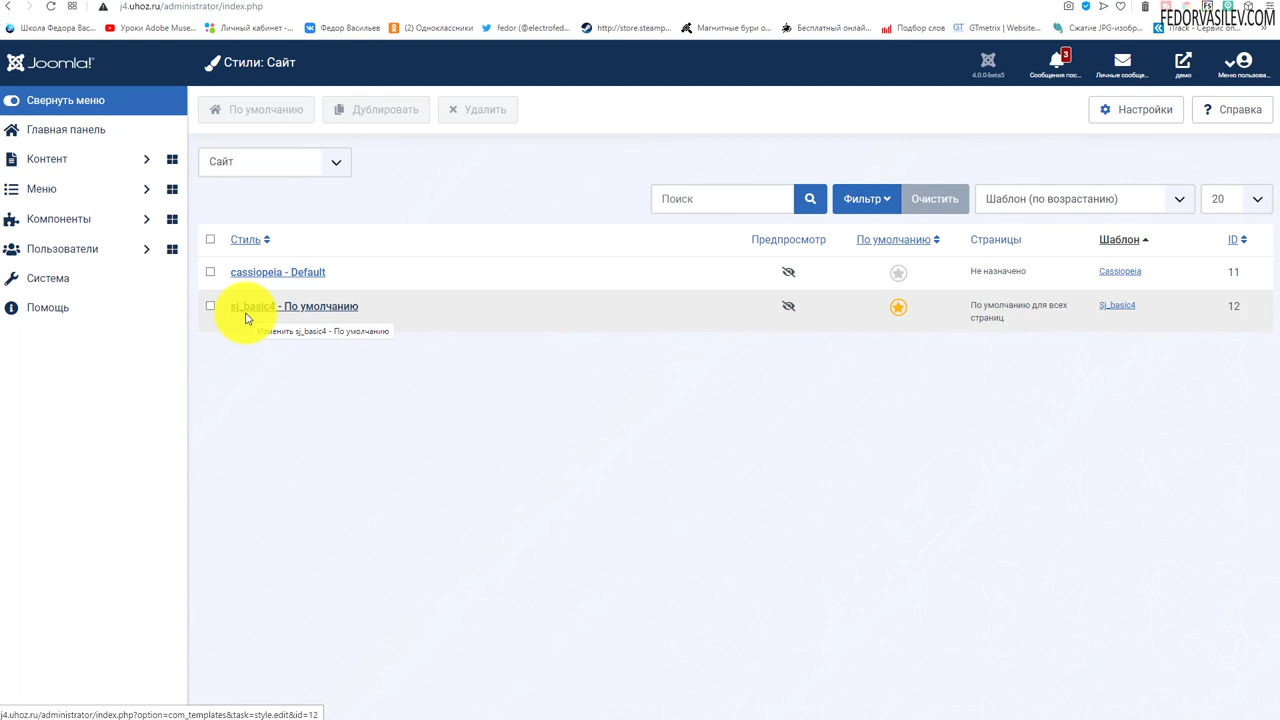 j4.uhoz.ru/administrator/index.php
FEDORVASILEV.COM
Школа Федора Вас...
Уроки Adobe Muse...
Личный кабинет -...
Федор Васильев
(2) Одноклассники
fedor (@electrofed...
http://store.steamp...
Магнитные бури о...
Бесплатный онлай...
Подбор слов
GTmetrix | Website...
Сжатие JPG-изобр...
iTrack - Сервис оп...
Joomla!
Стили: Сайт
4.0.0-beta5
3
Сообщения пос...
Личные сообще...
демо
Меню пользова...
Свернуть меню
Главная панель
Контент
Меню
Компоненты
Пользователи
Система
Помощь
По умолчанию
Дублировать
Удалить
Настройки
? Справка
Сайт
Поиск
Фильтр
Очистить
Шаблон (по возрастанию)
20
Стиль
Предпросмотр
По умолчанию
Страницы
Шаблон
ID
cassiopeia - Default
Не назначено
Cassiopeia
11
sj_basic4 - По умолчанию
По умолчанию для всех
страниц
Sj_basic4
12
Изменить sj_basic4 - По умолчанию
j4.uhoz.ru/administrator/index.php?option=com_templates&task=style.edit&id=12